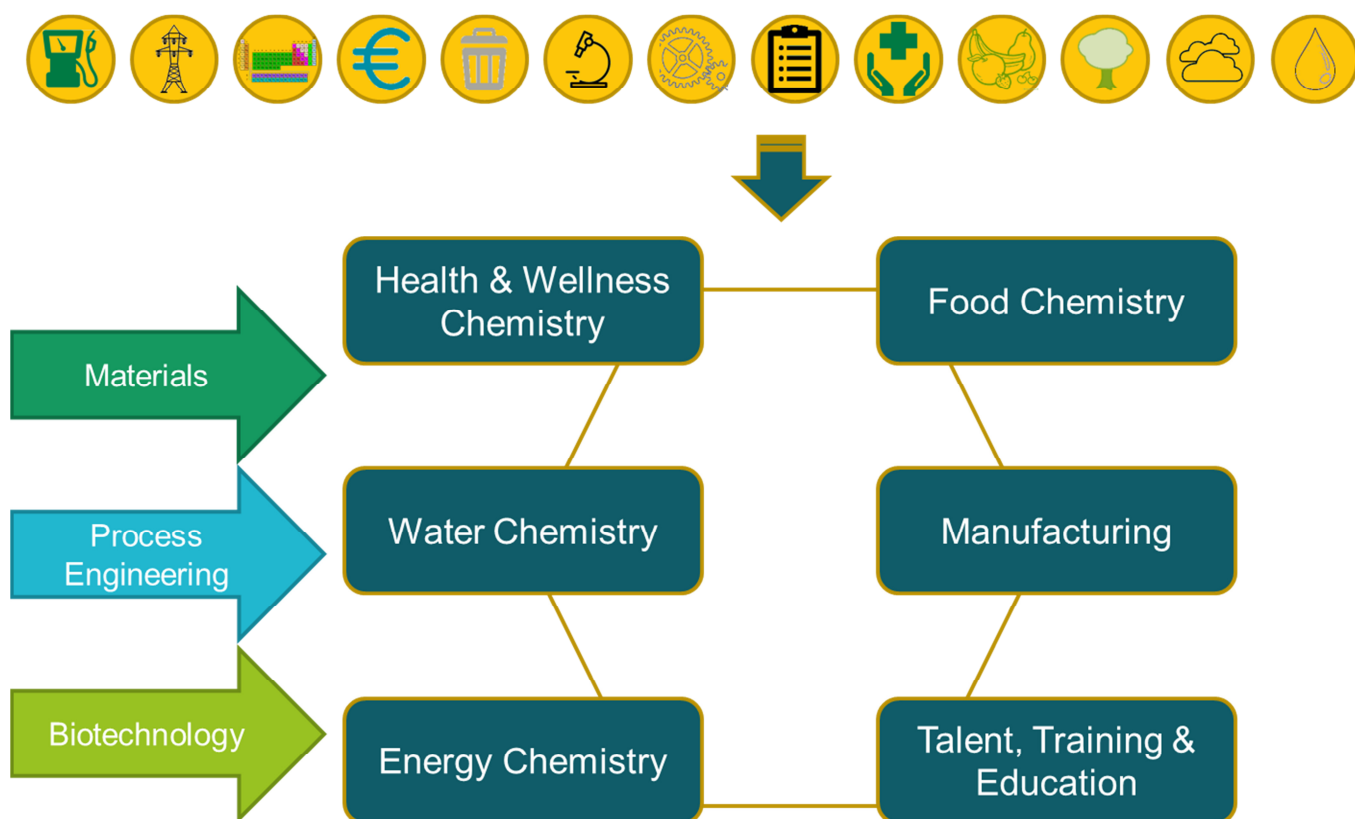 Health & Wellness
Chemistry
Food Chemistry
Materials
Process
Engineering
Water Chemistry
Manufacturing
Biotechnology
Energy Chemistry
Talent, Training &
Education